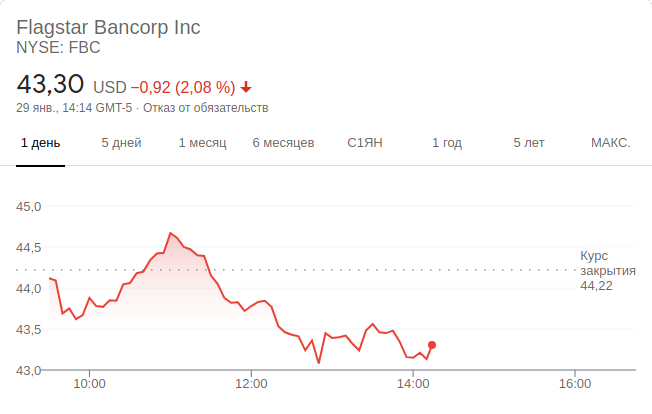 Flagstar Bancorp Inc
NYSE: FBC
43,30 USD −0,92 (2,08 %)
29 янв., 14:14 GMT-5 · Отказ от обязательств
1 день 5 дней 1 месяц 6 месяцев С1ЯН 1 год 5 лет МАКС.
45,0
44,5
Курс
закрытия
44,22
44,0
43,5
43,0
10:00 12:00 14:00 16:00